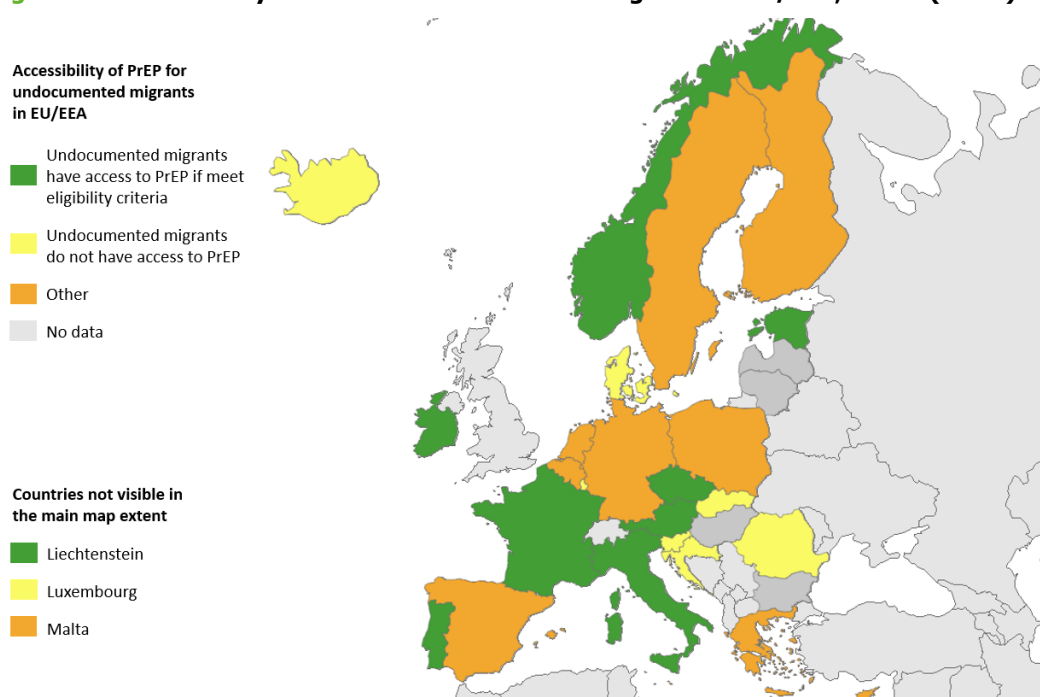 Accessibility of PrEP for
undocumented migrants
in EU/EEA
Undocumented migrants
have access to PrEP if meet
eligibility criteria
Undocumented migrants
do not have access to PrEP
Other
No data
Countries not visible in
the main map extent
Liechtenstein
Luxembourg
Malta